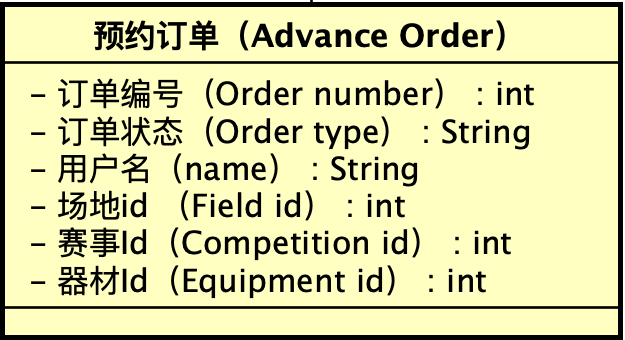 预约订单（Advance Order）
– 订单编号（Order number） : int
– 订单状态（Order type） : String
– 用户名（name） : String
– 场地id （Field id） : int
– 赛事Id（Competition id） : int
– 器材Id（Equipment id） : int